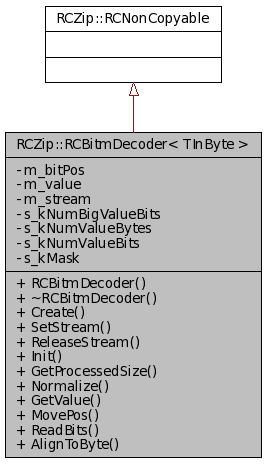 RCZip::RCNonCopyable
RCZip::RCBitmDecoder< TInByte >
- m_bitPos
- m_value
- m_stream
- s_kNumBigValueBits
- s_kNumValueBytes
- s_kNumValueBits
- s_kMask
+ RCBitmDecoder()
+ ~RCBitmDecoder()
+ Create()
+ SetStream()
+ ReleaseStream()
+ Init()
+ GetProcessedSize()
+ Normalize()
+ GetValue()
+ MovePos()
+ ReadBits()
+ AlignToByte()